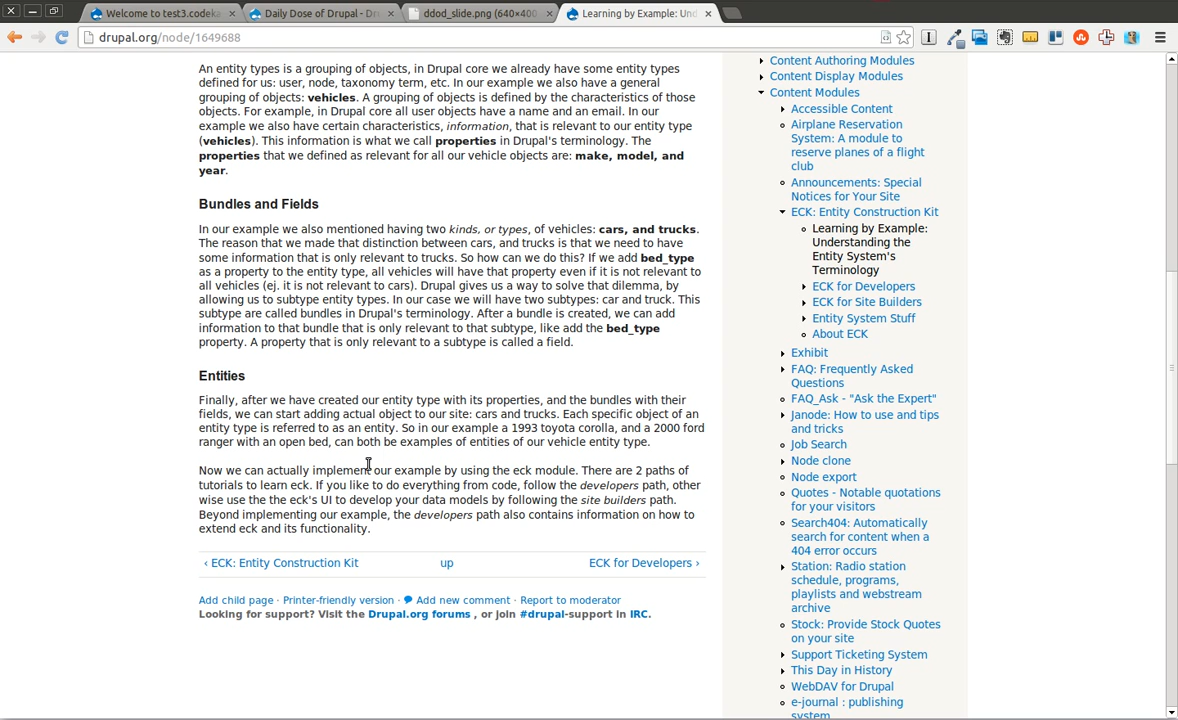 Welcome to test3.codeka
Daily Dose of Drupal - Dr
ddod_slide.png (640×400
Learning by Example: Und
drupal.org/node/1649688
An entity types is a grouping of objects, in Drupal core we already have some entity types
defined for us: user, node, taxonomy term, etc. In our example we also have a general
grouping of objects: vehicles. A grouping of objects is defined by the characteristics of those
objects. For example, in Drupal core all user objects have a name and an email. In our
example we also have certain characteristics, information, that is relevant to our entity type
(vehicles). This information is what we call properties in Drupal's terminology. The
properties that we defined as relevant for all our vehicle objects are: make, model, and
year.
Bundles and Fields
In our example we also mentioned having two kinds, or types, of vehicles: cars, and trucks.
The reason that we made that distinction between cars, and trucks is that we need to have
some information that is only relevant to trucks. So how can we do this? If we add bed_type
as a property to the entity type, all vehicles will have that property even if it is not relevant to
all vehicles (ej. it is not relevant to cars). Drupal gives us a way to solve that dilemma, by
allowing us to subtype entity types. In our case we will have two subtypes: car and truck. This
subtype are called bundles in Drupal's terminology. After a bundle is created, we can add
information to that bundle that is only relevant to that subtype, like add the bed_type
property. A property that is only relevant to a subtype is called a field.
Entities
Finally, after we have created our entity type with its properties, and the bundles with their
fields, we can start adding actual object to our site: cars and trucks. Each specific object of an
entity type is referred to as an entity. So in our example a 1993 toyota corolla, and a 2000 ford
ranger with an open bed, can both be examples of entities of our vehicle entity type.
Now we can actually implement our example by using the eck module. There are 2 paths of
tutorials to learn eck. If you like to do everything from code, follow the developers path, other
wise use the the eck's UI to develop your data models by following the site builders path.
Beyond implementing our example, the developers path also contains information on how to
extend eck and its functionality.
‹ ECK: Entity Construction Kit up ECK for Developers ›
Add child page · Printer-friendly version · Add new comment · Report to moderator
Looking for support? Visit the Drupal.org forums , or join #drupal-support in IRC.
Content Authoring Modules
Content Display Modules
Content Modules
Accessible Content
Airplane Reservation
System: A module to
reserve planes of a flight
club
Announcements: Special
Notices for Your Site
ECK: Entity Construction Kit
Learning by Example:
Understanding the
Entity System's
Terminology
ECK for Developers
ECK for Site Builders
Entity System Stuff
About ECK
Exhibit
FAQ: Frequently Asked
Questions
FAQ_Ask - "Ask the Expert"
Janode: How to use and tips
and tricks
Job Search
Node clone
Node export
Quotes - Notable quotations
for your visitors
Search404: Automatically
search for content when a
404 error occurs
Station: Radio station
schedule, programs,
playlists and webstream
archive
Stock: Provide Stock Quotes
on your site
Support Ticketing System
This Day in History
WebDAV for Drupal
e-journal : publishing
system